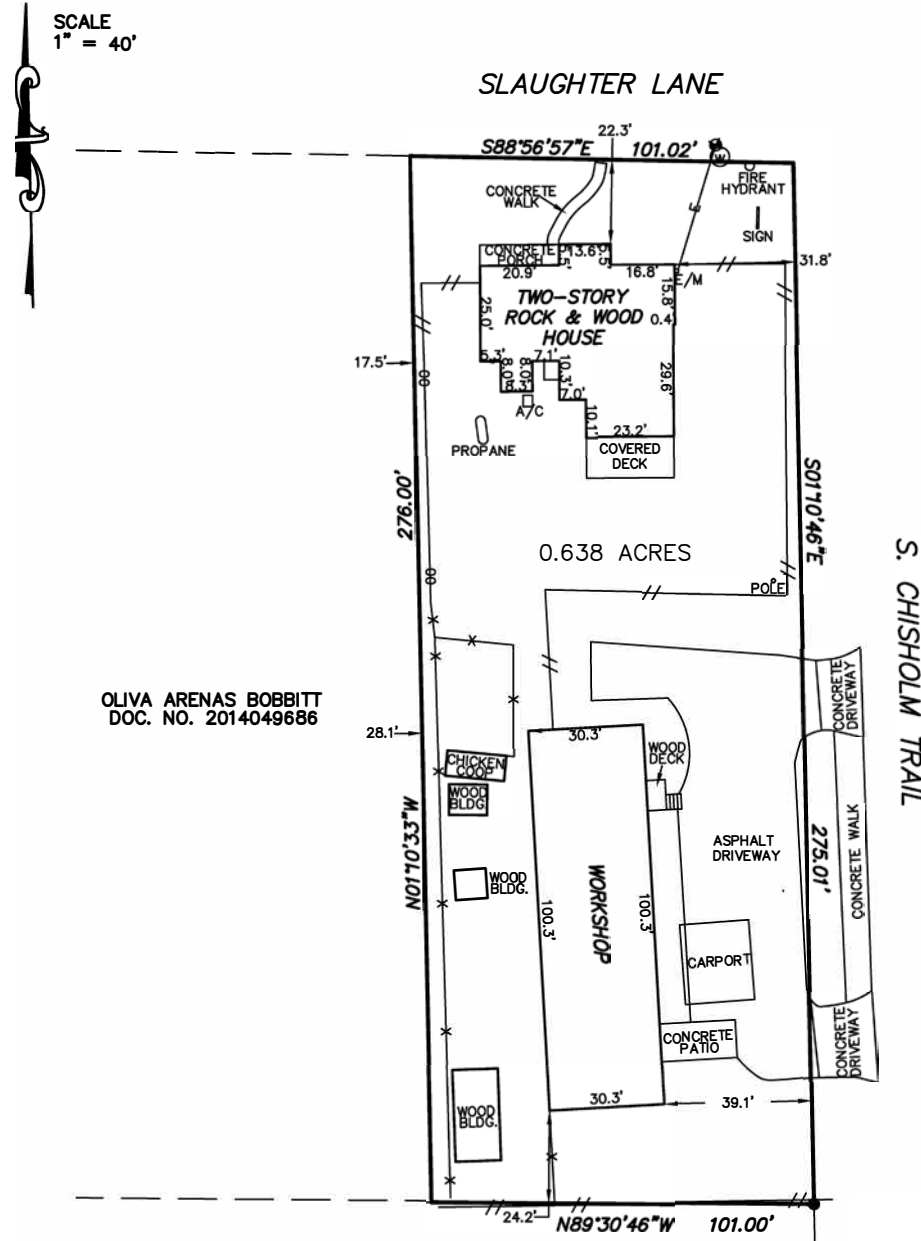 SCALE
1" = 40'
SLAUGHTER LANE
22.3'
S88°56'57"E 101.02'
W
FIRE
HYDRANT
CONCRETE
WALK
E
SIGN
CONCRETE
PORCH
5.5'
13.6'
5.5'
31.8'
20.9'
16.8'
E/M
15.8'
TWO-STORY
ROCK & WOOD
HOUSE
0.4'
25.0'
17.5'
5.3'
8.0'
8.0'
7.1'
10.3'
29.6'
8.3'
7.0'
A/C
10.1'
23.2'
PROPANE
COVERED
DECK
276.00'
S01°10'46"E
0.638 ACRES
POLE
S. CHISHOLM TRAIL
OLIVA ARENAS BOBBITT
DOC. NO. 2014049686
CONCRETE
DRIVEWAY
28.1'
30.3'
WOOD
DECK
CHICKEN
COOP
WOOD
BLDG.
N01°10'33"W
ASPHALT
DRIVEWAY
275.01'
CONCRETE WALK
WOOD
BLDG.
WORKSHOP
100.3'
100.3'
CARPORT
CONCRETE
PATIO
CONCRETE
DRIVEWAY
WOOD
BLDG.
30.3'
39.1'
24.2'
N89°30'46"W 101.00'